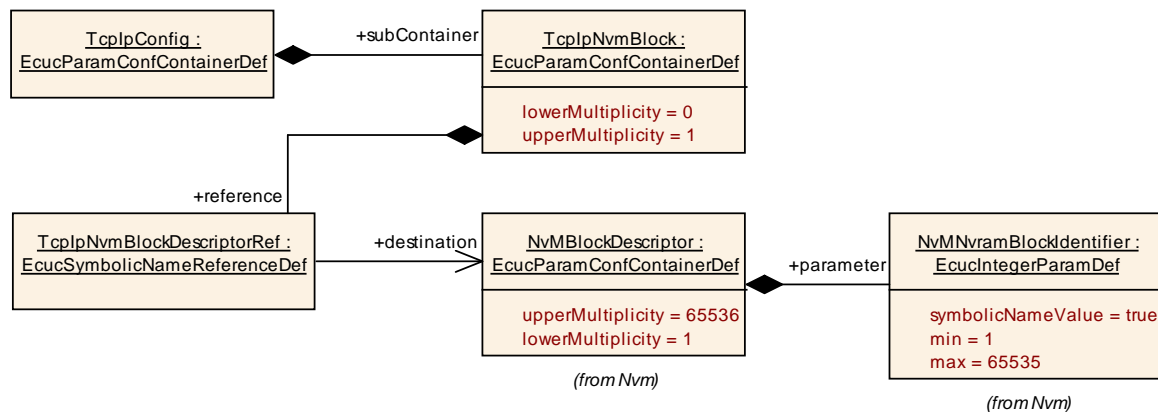 TcpIpConfig :
EcucParamConfContainerDef
+subContainer
TcpIpNvmBlock :
EcucParamConfContainerDef
lowerMultiplicity = 0
upperMultiplicity = 1
+reference
TcpIpNvmBlockDescriptorRef :
EcucSymbolicNameReferenceDef
+destination
NvMBlockDescriptor :
EcucParamConfContainerDef
upperMultiplicity = 65536
lowerMultiplicity = 1
(from Nvm)
+parameter
NvMNvramBlockIdentifier :
EcucIntegerParamDef
symbolicNameValue = true
min = 1
max = 65535
(from Nvm)